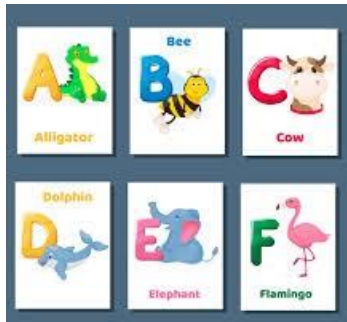 A
Alligator
Bee
B
C
Cow
Dolphin
D
E
Elephant
F
Flamingo